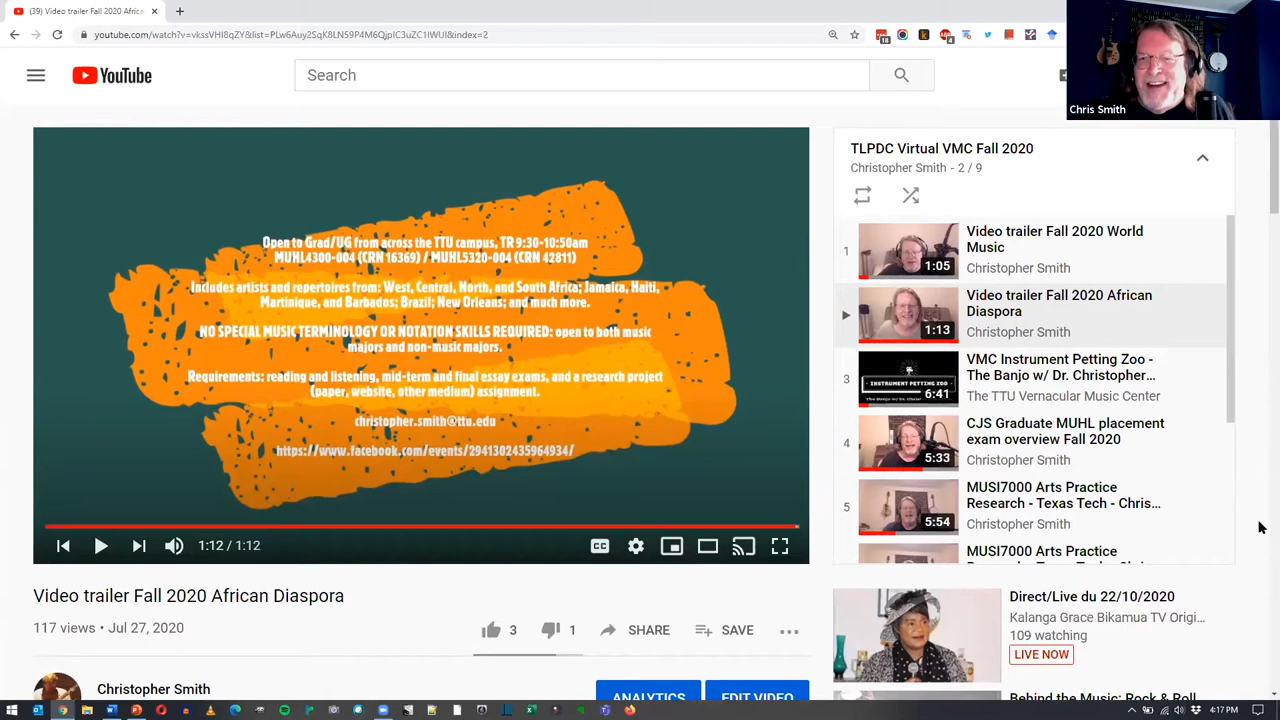 (39) Video trailer Fall 2020 Africa
youtube.com/watch?v=vkssVHI8qZY&list=PLw6Auy2SqK8LN59P4M6QjpIC3uZC1IWUI&index=2
Chris Smith
YouTube
Search
Open to Grad/UG from across the TTU campus, TR 9:30-10:50am
MUHL4300-004 (CRN 16369) / MUHL5320-004 (CRN 42811)
Includes artists and repertoires from: West, Central, North, and South Africa; Jamaica, Haiti,
Martinique, and Barbados; Brazil; New Orleans; and much more.
NO SPECIAL MUSIC TERMINOLOGY OR NOTATION SKILLS REQUIRED: open to both music
majors and non-music majors.
Requirements: reading and listening, mid-term and final essay exams, and a research project
(paper, website, other medium) assignment.
christopher.smith@ttu.edu
https://www.facebook.com/events/2941302435964934/
1:12 / 1:12
CC
Video trailer Fall 2020 African Diaspora
117 views • Jul 27, 2020
3
1
SHARE
SAVE
Christopher Smith
ANALYTICS
EDIT VIDEO
TLPDC Virtual VMC Fall 2020
Christopher Smith - 2 / 9
1
1:05
Video trailer Fall 2020 World
Music
Christopher Smith
1:13
Video trailer Fall 2020 African
Diaspora
Christopher Smith
3
INSTRUMENT PETTING ZOO
6:41
VMC Instrument Petting Zoo -
The Banjo w/ Dr. Christopher...
The TTU Vernacular Music Center
4
5:33
CJS Graduate MUHL placement
exam overview Fall 2020
Christopher Smith
5
5:54
MUSI7000 Arts Practice
Research - Texas Tech - Chris...
Christopher Smith
MUSI7000 Arts Practice
Direct/Live du 22/10/2020
Kalanga Grace Bikamua TV Origi...
109 watching
LIVE NOW
Behind the Music: Rock & Roll
4:17 PM